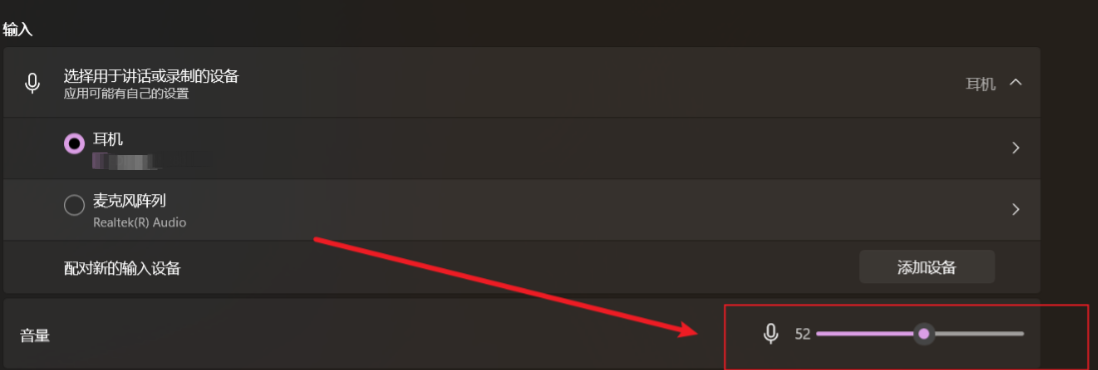 输入
选择用于讲话或录制的设备
应用可能有自己的设置
耳机
耳机
麦克风阵列
Realtek(R) Audio
配对新的输入设备
添加设备
音量
52